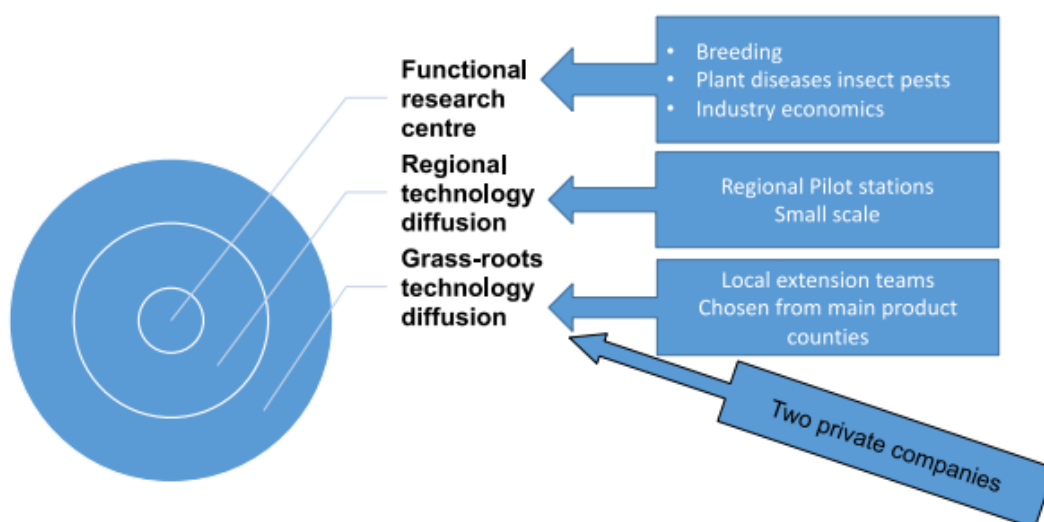 Functional
research
centre
• Breeding
• Plant diseases insect pests
• Industry economics
Regional
technology
diffusion
Regional Pilot stations
Small scale
Grass-roots
technology
diffusion
Local extension teams
Chosen from main product
counties
Two private companies